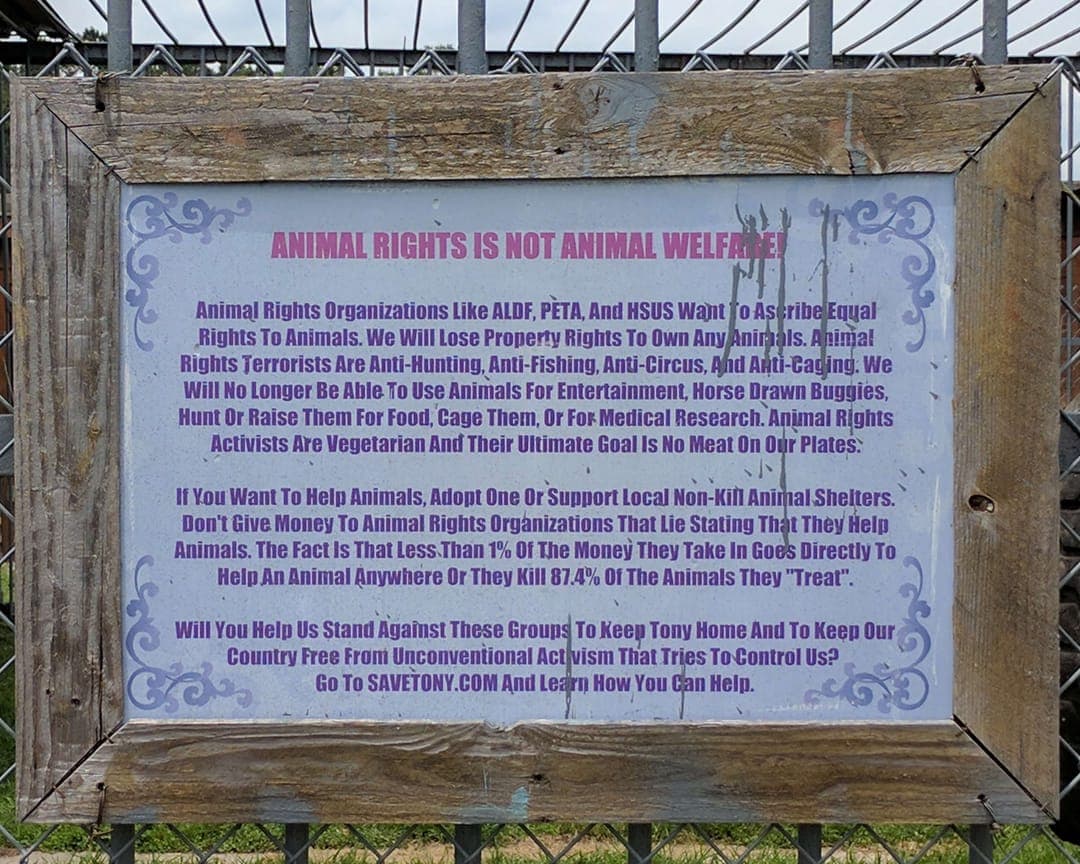 ANIMAL RIGHTS IS NOT ANIMAL WELFARE!
Animal Rights Organizations Like ALDF, PETA, And HSUS Want To Ascribe Equal
Rights To Animals. We Will Lose Property Rights To Own Any Animals. Animal
Rights Terrorists Are Anti-Hunting, Anti-Fishing, Anti-Circus, And Anti-Caging. We
Will No Longer Be Able To Use Animals For Entertainment, Horse Drawn Buggies,
Hunt Or Raise Them For Food, Cage Them, Or For Medical Research. Animal Rights
Activists Are Vegetarian And Their Ultimate Goal Is No Meat On Our Plates.
If You Want To Help Animals, Adopt One Or Support Local Non-Kill Animal Shelters.
Don't Give Money To Animal Rights Organizations That Lie Stating That They Help
Animals. The Fact Is That Less Than 1% Of The Money They Take In Goes Directly To
Help An Animal Anywhere Or They Kill 87.4% Of The Animals They "Treat".
Will You Help Us Stand Against These Groups To Keep Tony Home And To Keep Our
Country Free From Unconventional Activism That Tries To Control Us?
Go To SAVETONY.COM And Learn How You Can Help.